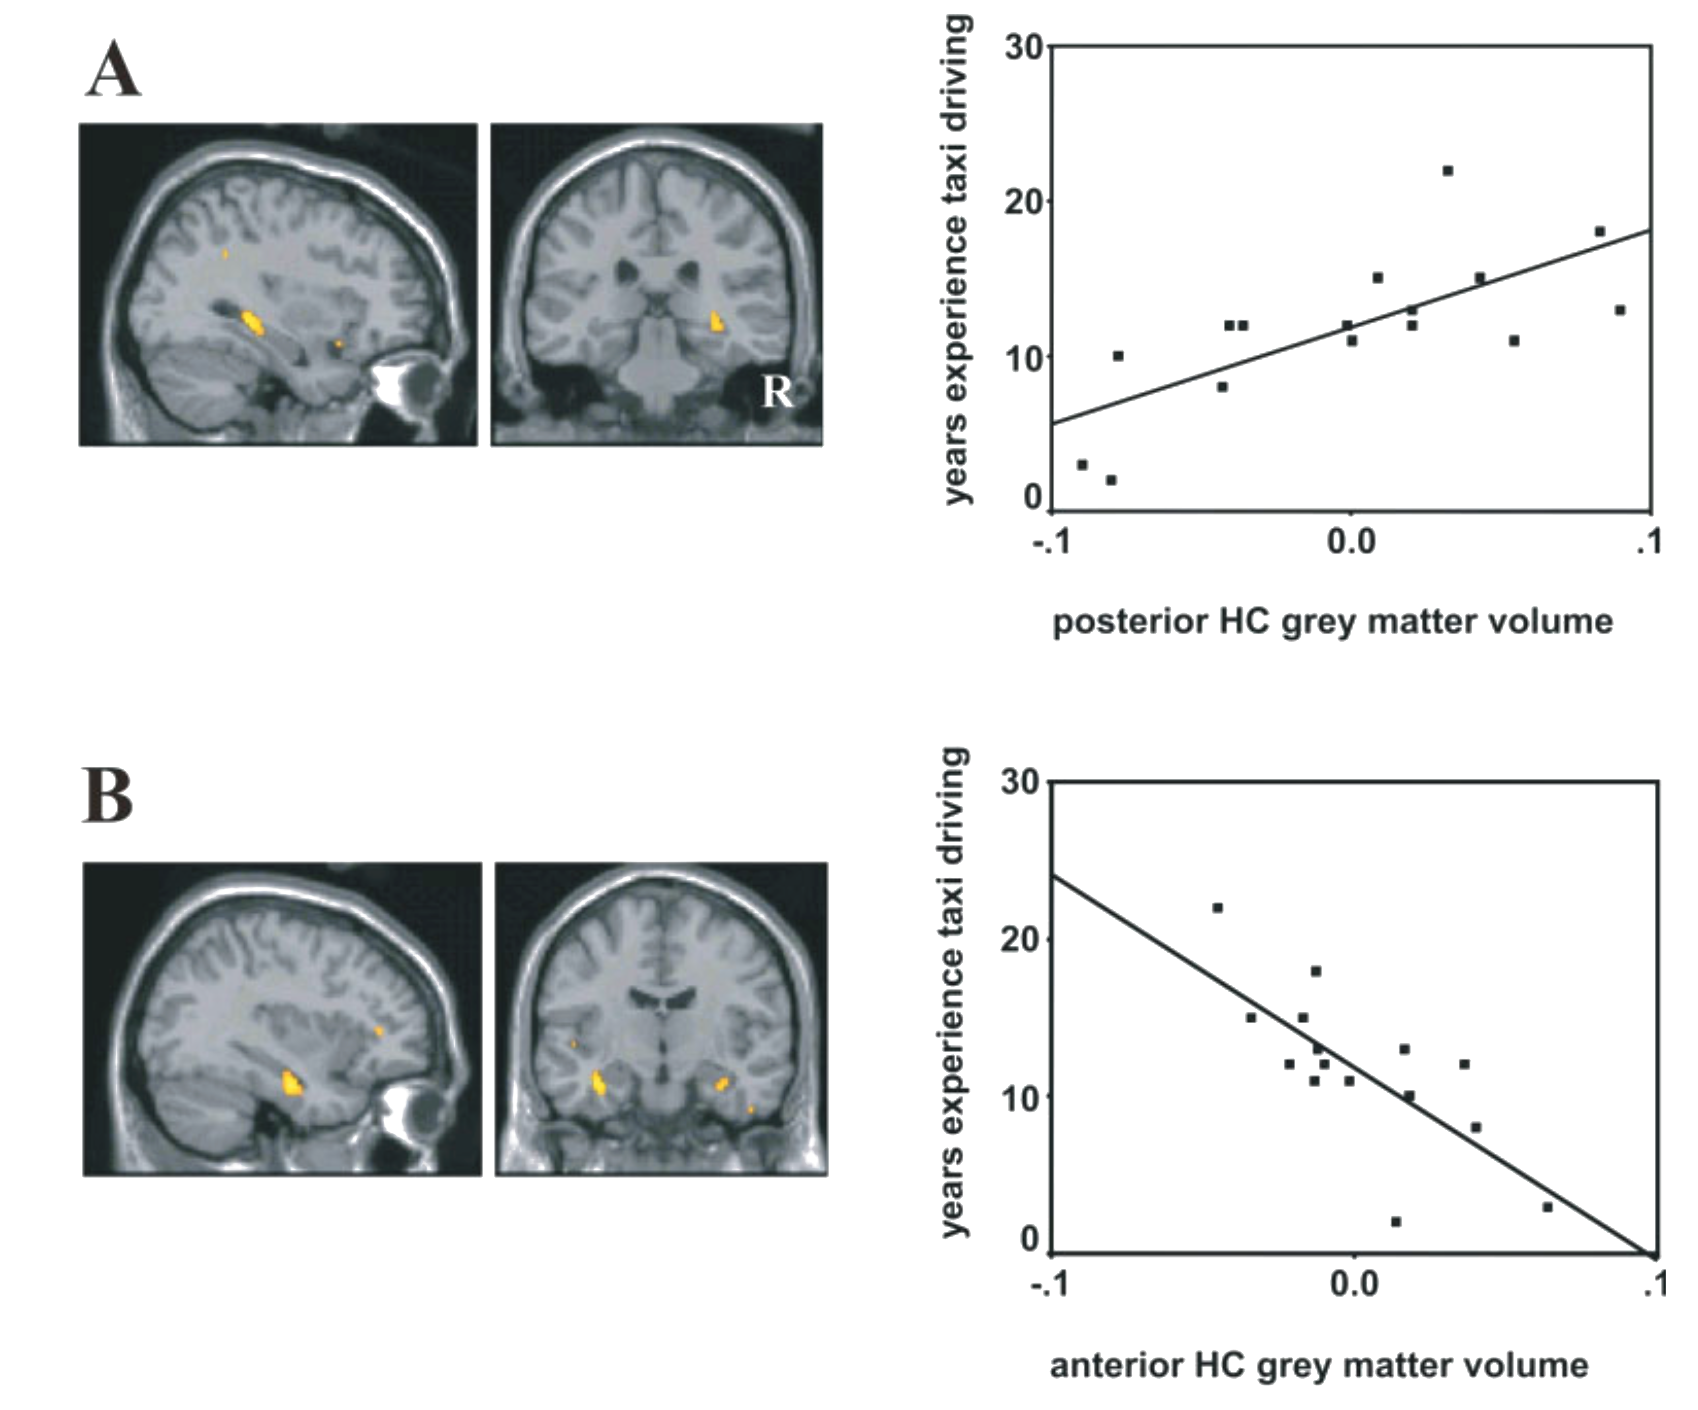 A
R
years experience taxi driving
30
20
10
0
-.1 0.0 .1
posterior HC grey matter volume
B
years experience taxi driving
30
20
10
0
-.1 0.0 .1
anterior HC grey matter volume